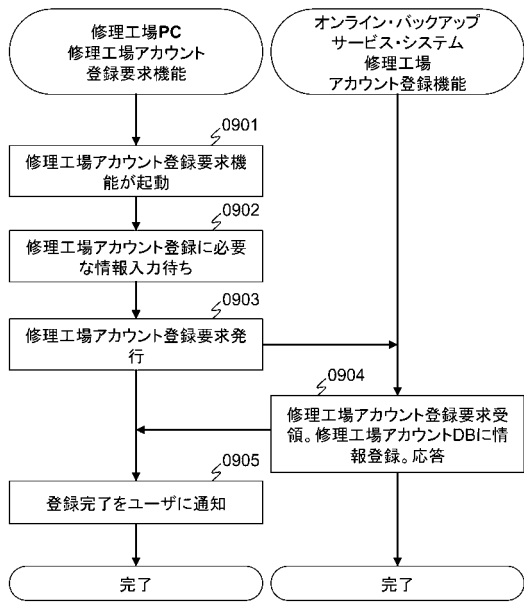 修理工場PC
修理工場アカウント
登録要求機能
オンライン・バックアップ
サービス・システム
修理工場
アカウント登録機能
0901
修理工場アカウント登録要求機
能が起動
0902
修理工場アカウント登録に必要
な情報入力待ち
0903
修理工場アカウント登録要求発
行
0904
修理工場アカウント登録要求受
領。修理工場アカウントDBに情
報登録。応答
0905
登録完了をユーザに通知
完了
完了